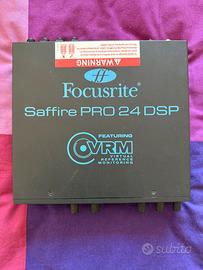 WARNING
Focusrite®
Saffire PRO 24 DSP
FEATURING
VRM
VIRTUAL
REFERENCE
MONITORING
subito